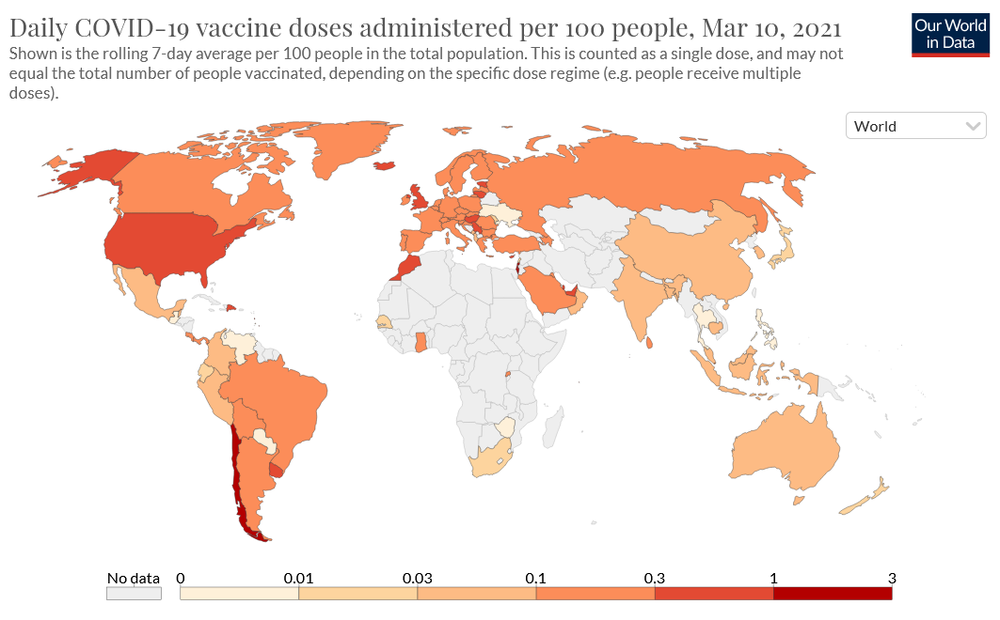 Daily COVID-19 vaccine doses administered per 100 people, Mar 10, 2021
Our World
in Data
Shown is the rolling 7-day average per 100 people in the total population. This is counted as a single dose, and may not
equal the total number of people vaccinated, depending on the specific dose regime (e.g. people receive multiple
doses).
World
No data 0 0.01 0.03 0.1 0.3 1 3